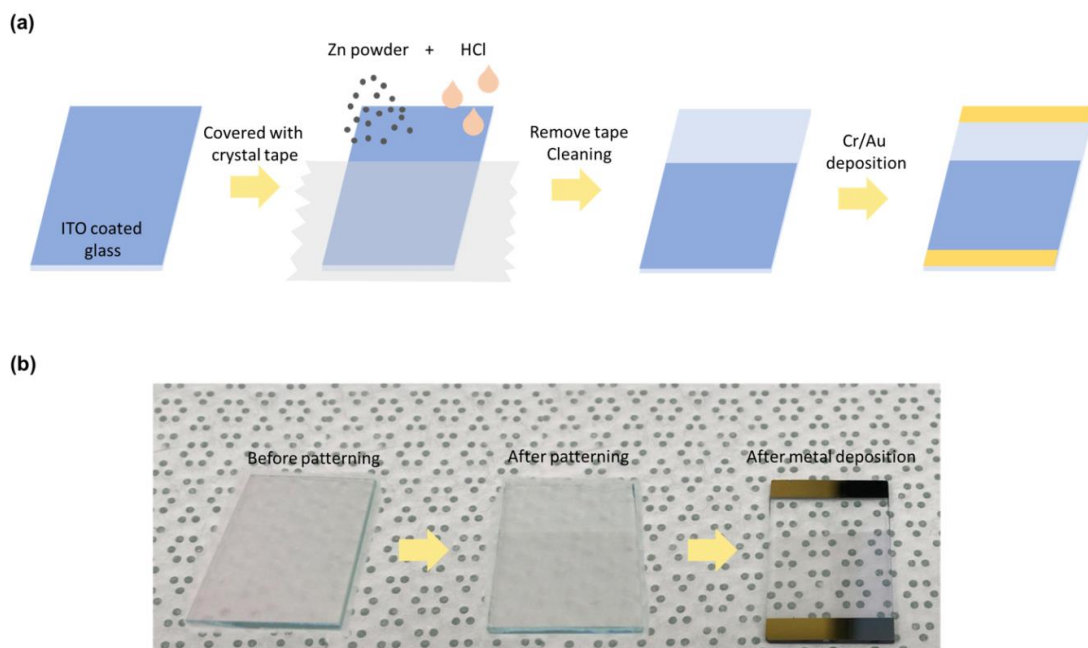 (a)
Zn powder + HCl
Covered with
crystal tape
Remove tape
Cleaning
Cr/Au
deposition
ITO coated
glass
(b)
Before patterning
After patterning
After metal deposition